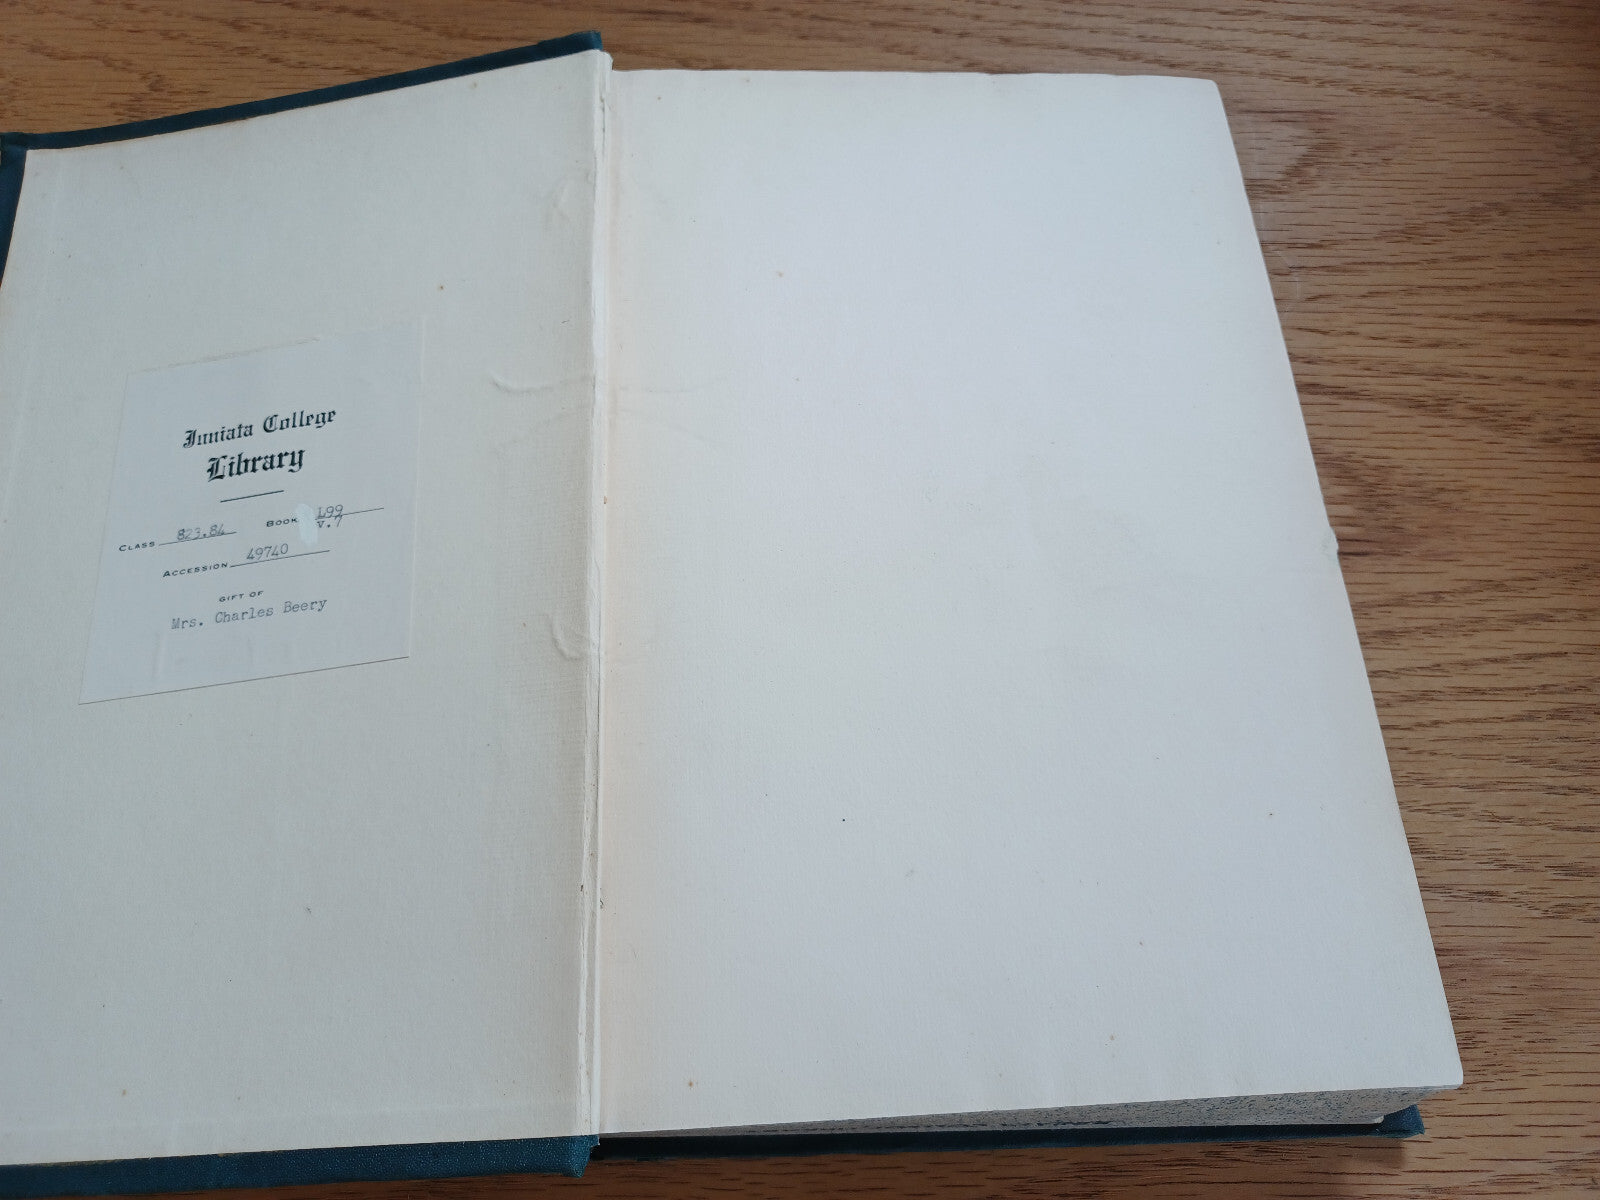 Juniata College
Library
CLASS 823.84 BOOK L99
v.7
ACCESSION 49740
GIFT OF
Mrs. Charles Beery